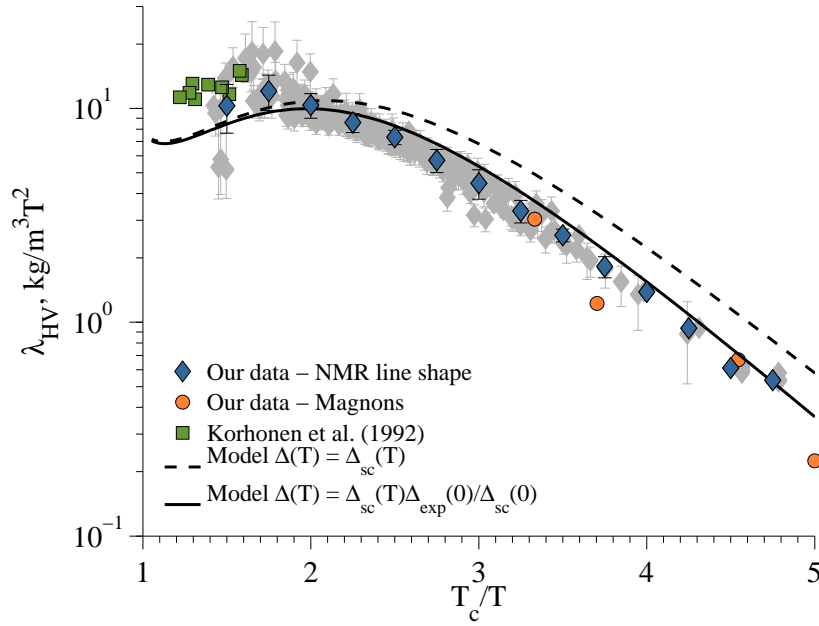 10^1
10^0
10^−1
λ_HV, kg/m^3T^2
Our data – NMR line shape
Our data – Magnons
Korhonen et al. (1992)
Model Δ(T) = Δ_sc(T)
Model Δ(T) = Δ_sc(T)Δ_exp(0)/Δ_sc(0)
1 2 3 4 5
T_c/T